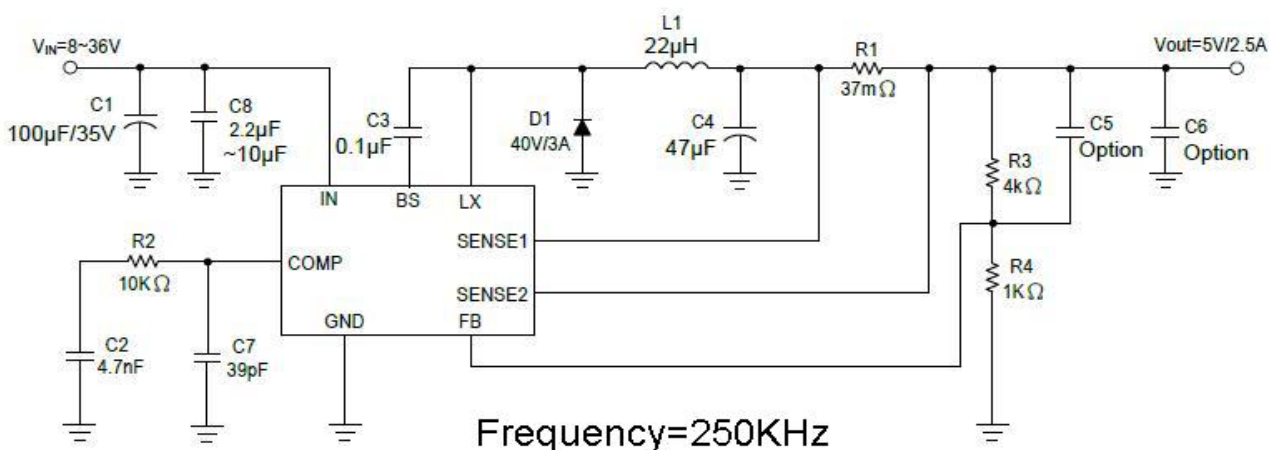 L1
22µH
VIN=8~36V
R1
37mΩ
Vout=5V/2.5A
C1
100µF/35V
C8
2.2µF
~10µF
C3
0.1µF
D1
40V/3A
C4
47µF
C5
Option
C6
Option
R3
4kΩ
IN
BS
LX
SENSE1
R2
10KΩ
COMP
SENSE2
R4
1KΩ
GND
FB
C2
4.7nF
C7
39pF
Frequency=250KHz